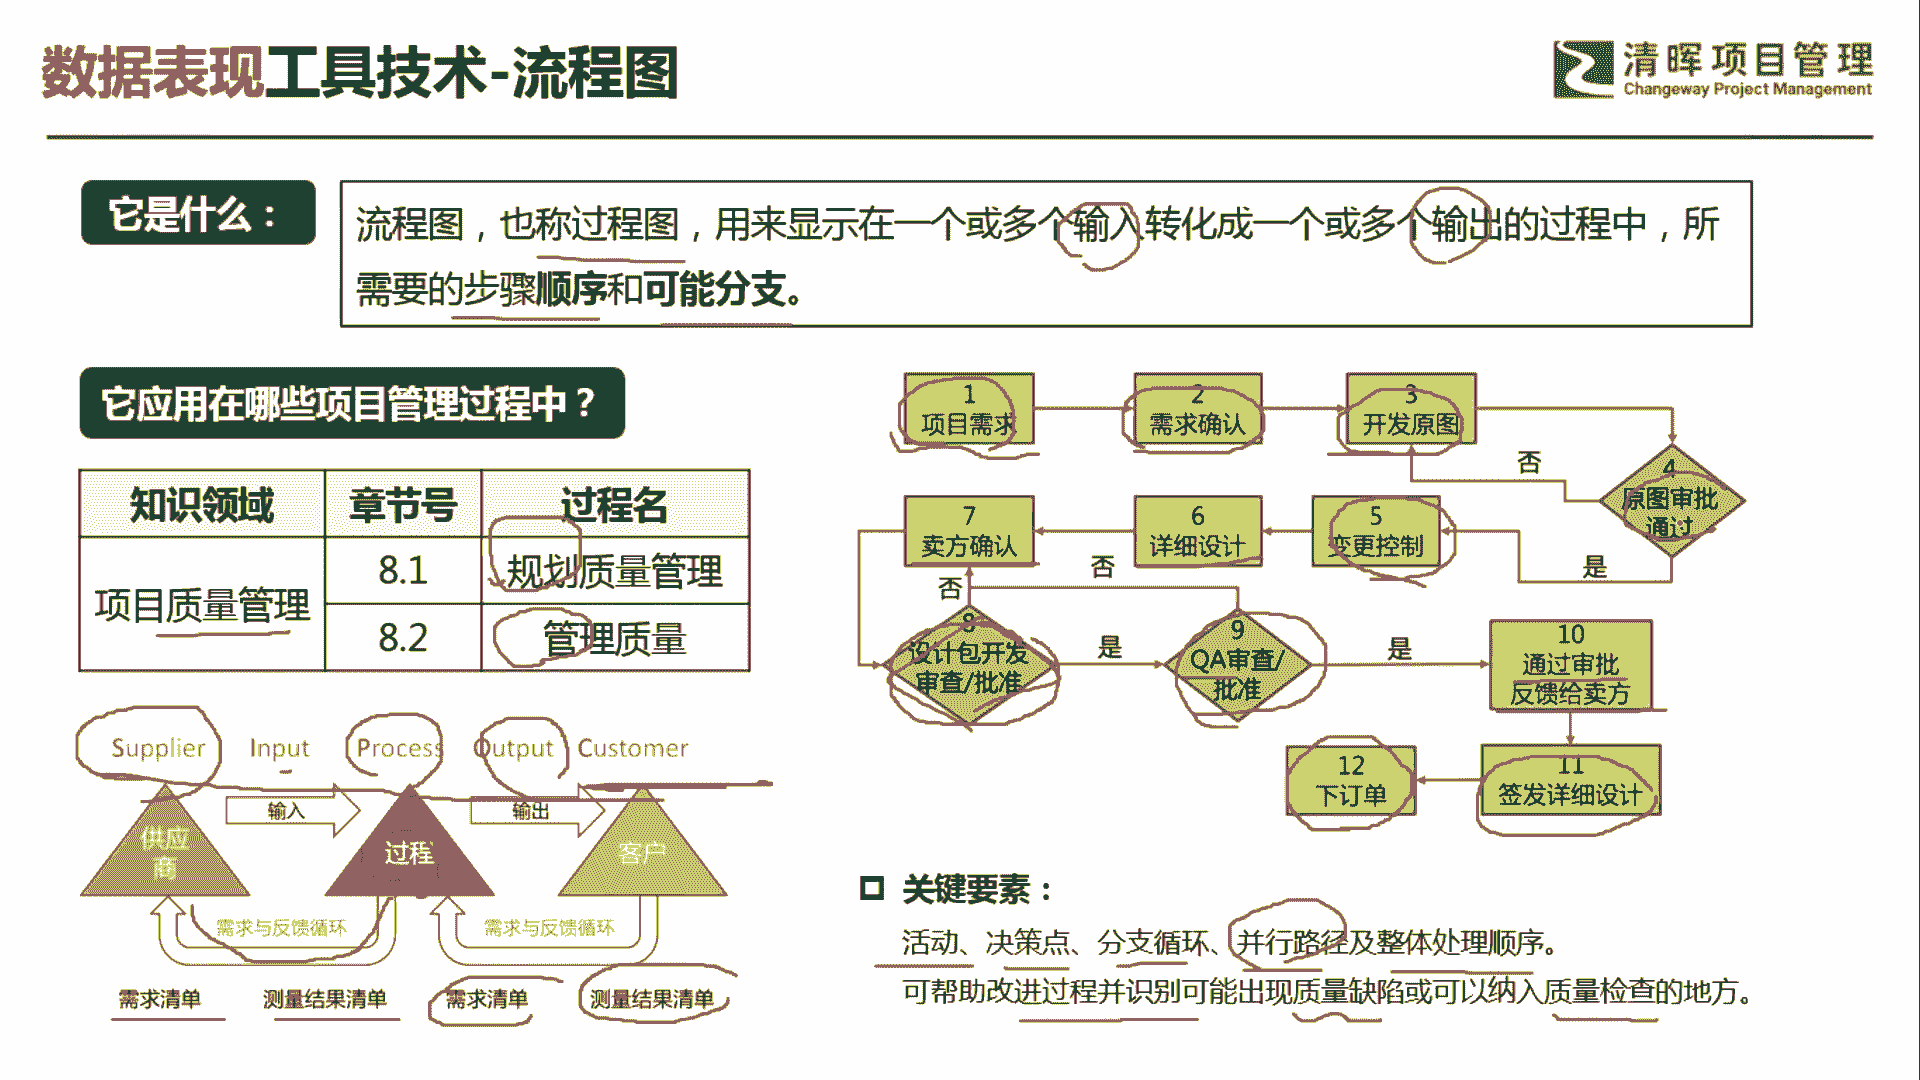 数据表现工具技术-流程图
清晖项目管理
Changeway Project Management
它是什么：
流程图，也称过程图，用来显示在一个或多个输入转化成一个或多个输出的过程中，所
需要的步骤顺序和可能分支。
它应用在哪些项目管理过程中？
知识领域 章节号 过程名
项目质量管理
8.1 规划质量管理
8.2 管理质量
Supplier Input Process Output Customer
输入
输出
供应
商
过程
客户
需求与反馈循环
需求与反馈循环
需求清单
测量结果清单
需求清单
测量结果清单
1
项目需求
2
需求确认
3
开发原图
4
原图审批
通过
否
是
5
变更控制
6
详细设计
7
卖方确认
否
否
8
设计包开发
审查/批准
是
9
QA审查/
批准
是
10
通过审批
反馈给卖方
11
签发详细设计
12
下订单
关键要素：
活动、决策点、分支循环、并行路径及整体处理顺序。
可帮助改进过程并识别可能出现质量缺陷或可以纳入质量检查的地方。